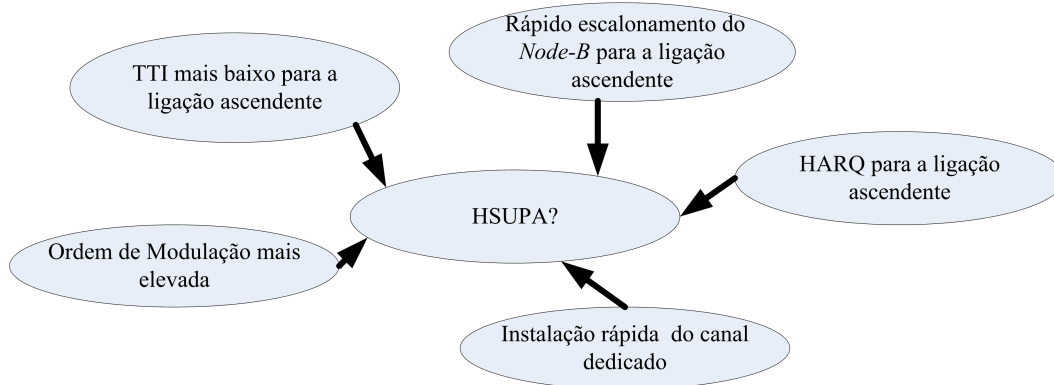 Rápido escalonamento do
Node-B para a ligação
ascendente
TTI mais baixo para a
ligação ascendente
HARQ para a ligação
ascendente
HSUPA?
Ordem de Modulação mais
elevada
Instalação rápida do canal
dedicado